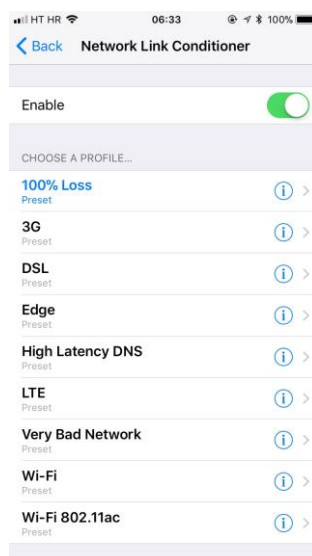 HT HR 06:33 100%
Back Network Link Conditioner
Enable
CHOOSE A PROFILE...
100% Loss
Preset
3G
Preset
DSL
Preset
Edge
Preset
High Latency DNS
Preset
LTE
Preset
Very Bad Network
Preset
Wi-Fi
Preset
Wi-Fi 802.11ac
Preset